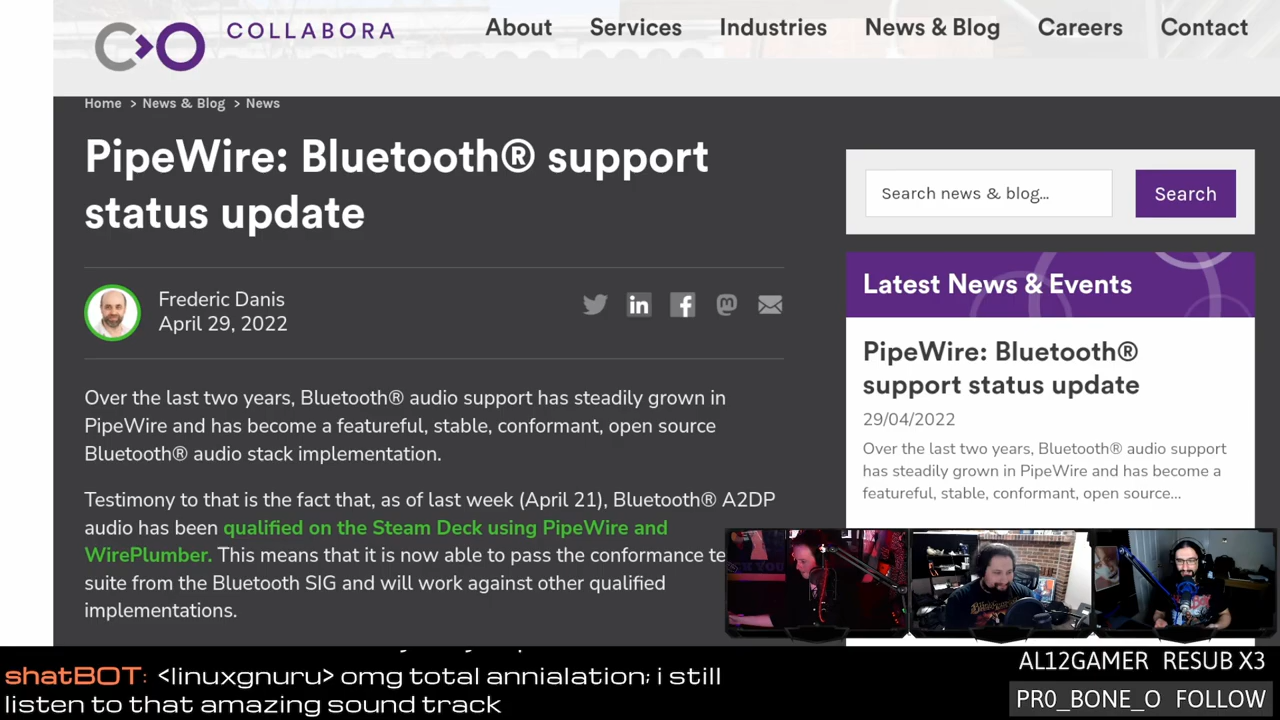 COLLABORA
About Services Industries News & Blog Careers Contact
Home > News & Blog > News
PipeWire: Bluetooth® support
status update
Frederic Danis
April 29, 2022
Over the last two years, Bluetooth® audio support has steadily grown in
PipeWire and has become a featureful, stable, conformant, open source
Bluetooth® audio stack implementation.
Testimony to that is the fact that, as of last week (April 21), Bluetooth® A2DP
audio has been qualified on the Steam Deck using PipeWire and
WirePlumber. This means that it is now able to pass the conformance te
suite from the Bluetooth SIG and will work against other qualified
implementations.
Search news & blog...
Search
Latest News & Events
PipeWire: Bluetooth®
support status update
29/04/2022
Over the last two years, Bluetooth® audio support
has steadily grown in PipeWire and has become a
featureful, stable, conformant, open source...
shatBOT: <linuxgnuru> omg total annialation; i still
listen to that amazing sound track
AL12GAMER RESUB X3
PR0_BONE_O FOLLOW